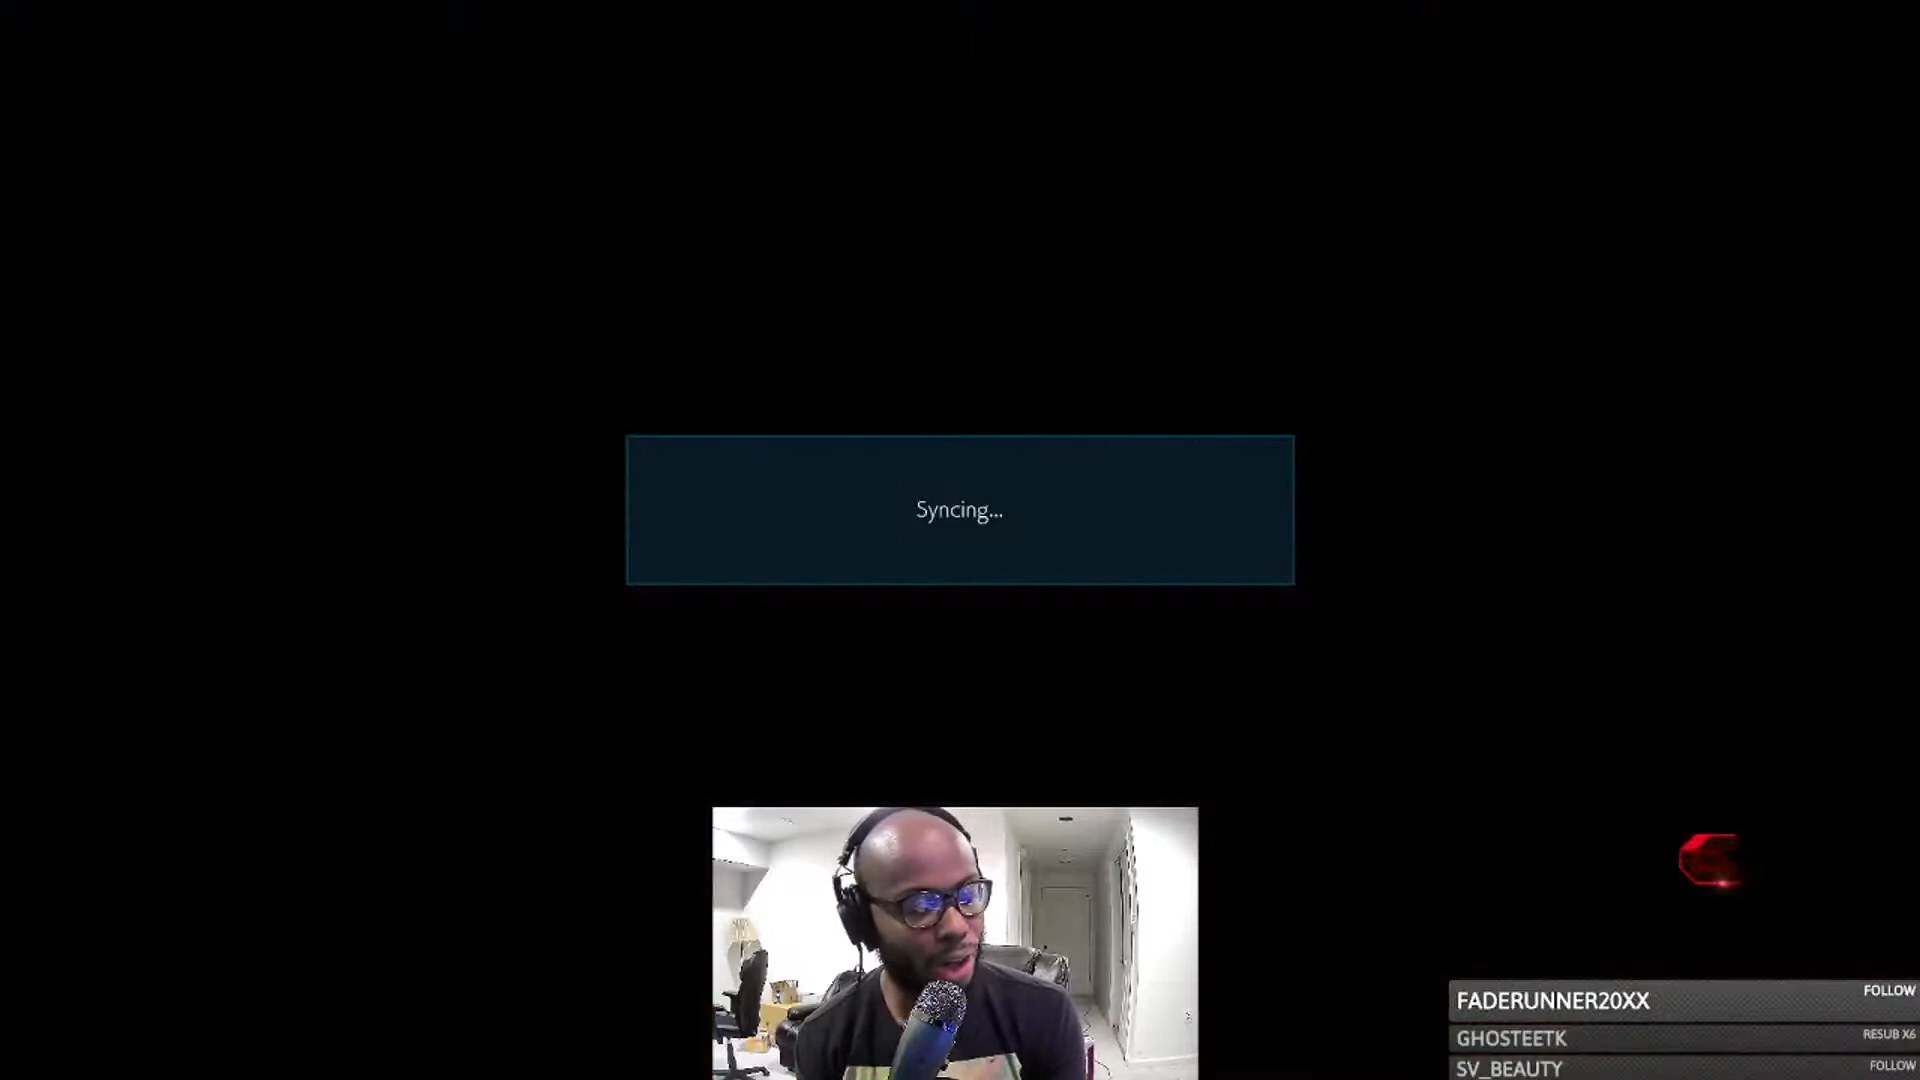 Syncing...
FADERUNNER20XX FOLLOW
GHOSTEETK RESUB X6
SV_BEAUTY FOLLOW